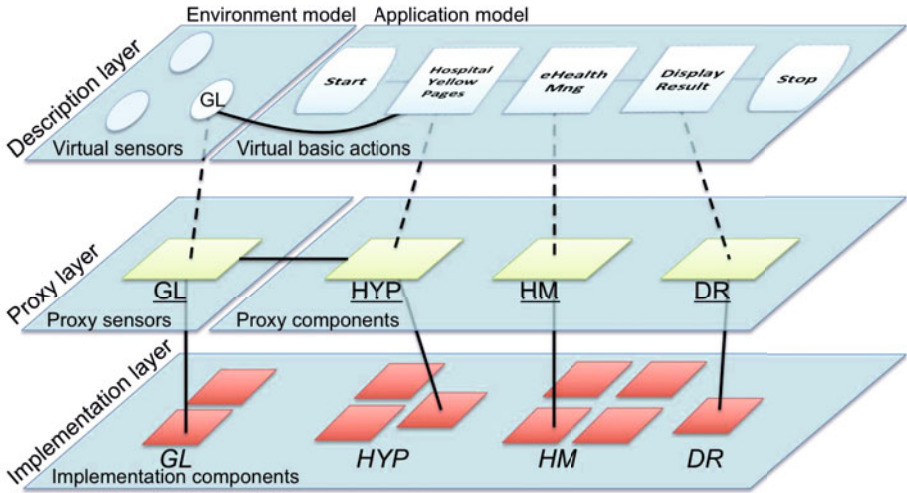 Environment model
Application model
Description layer
GL
Start
Hospital
Yellow
Pages
eHealth
Mng
Display
Result
Stop
Virtual sensors
Virtual basic actions
Proxy layer
GL
HYP
HM
DR
Proxy sensors
Proxy components
Implementation layer
GL
HYP
HM
DR
Implementation components